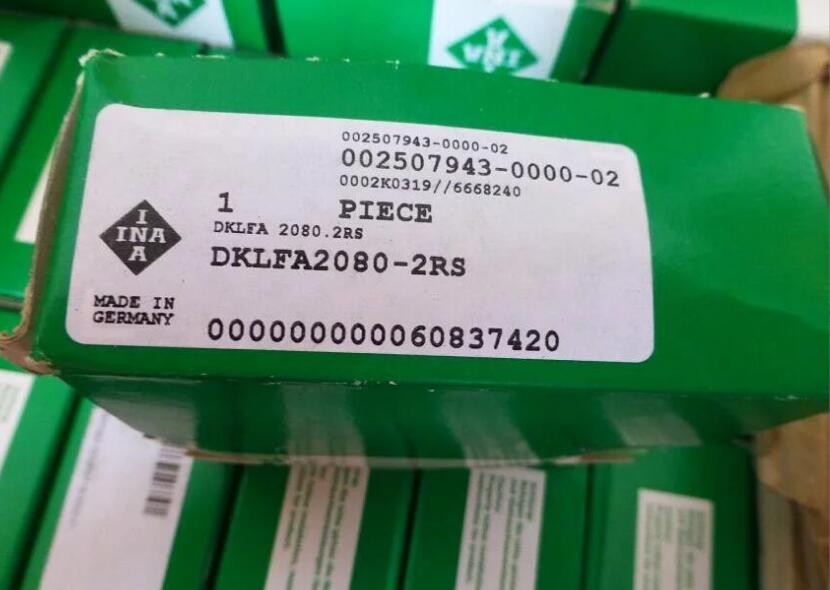 002507943-0000-02
002507943-0000-02
0002K0319//6668240
1 PIECE
DKLFA 2080.2RS
DKLFA2080-2RS
I
INA
A
MADE IN
GERMANY
000000000060837420